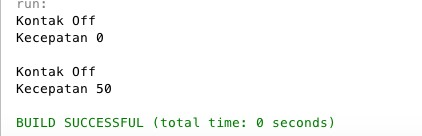 run:
Kontak Off
Kecepatan 0
Kontak Off
Kecepatan 50
BUILD SUCCESSFUL (total time: 0 seconds)